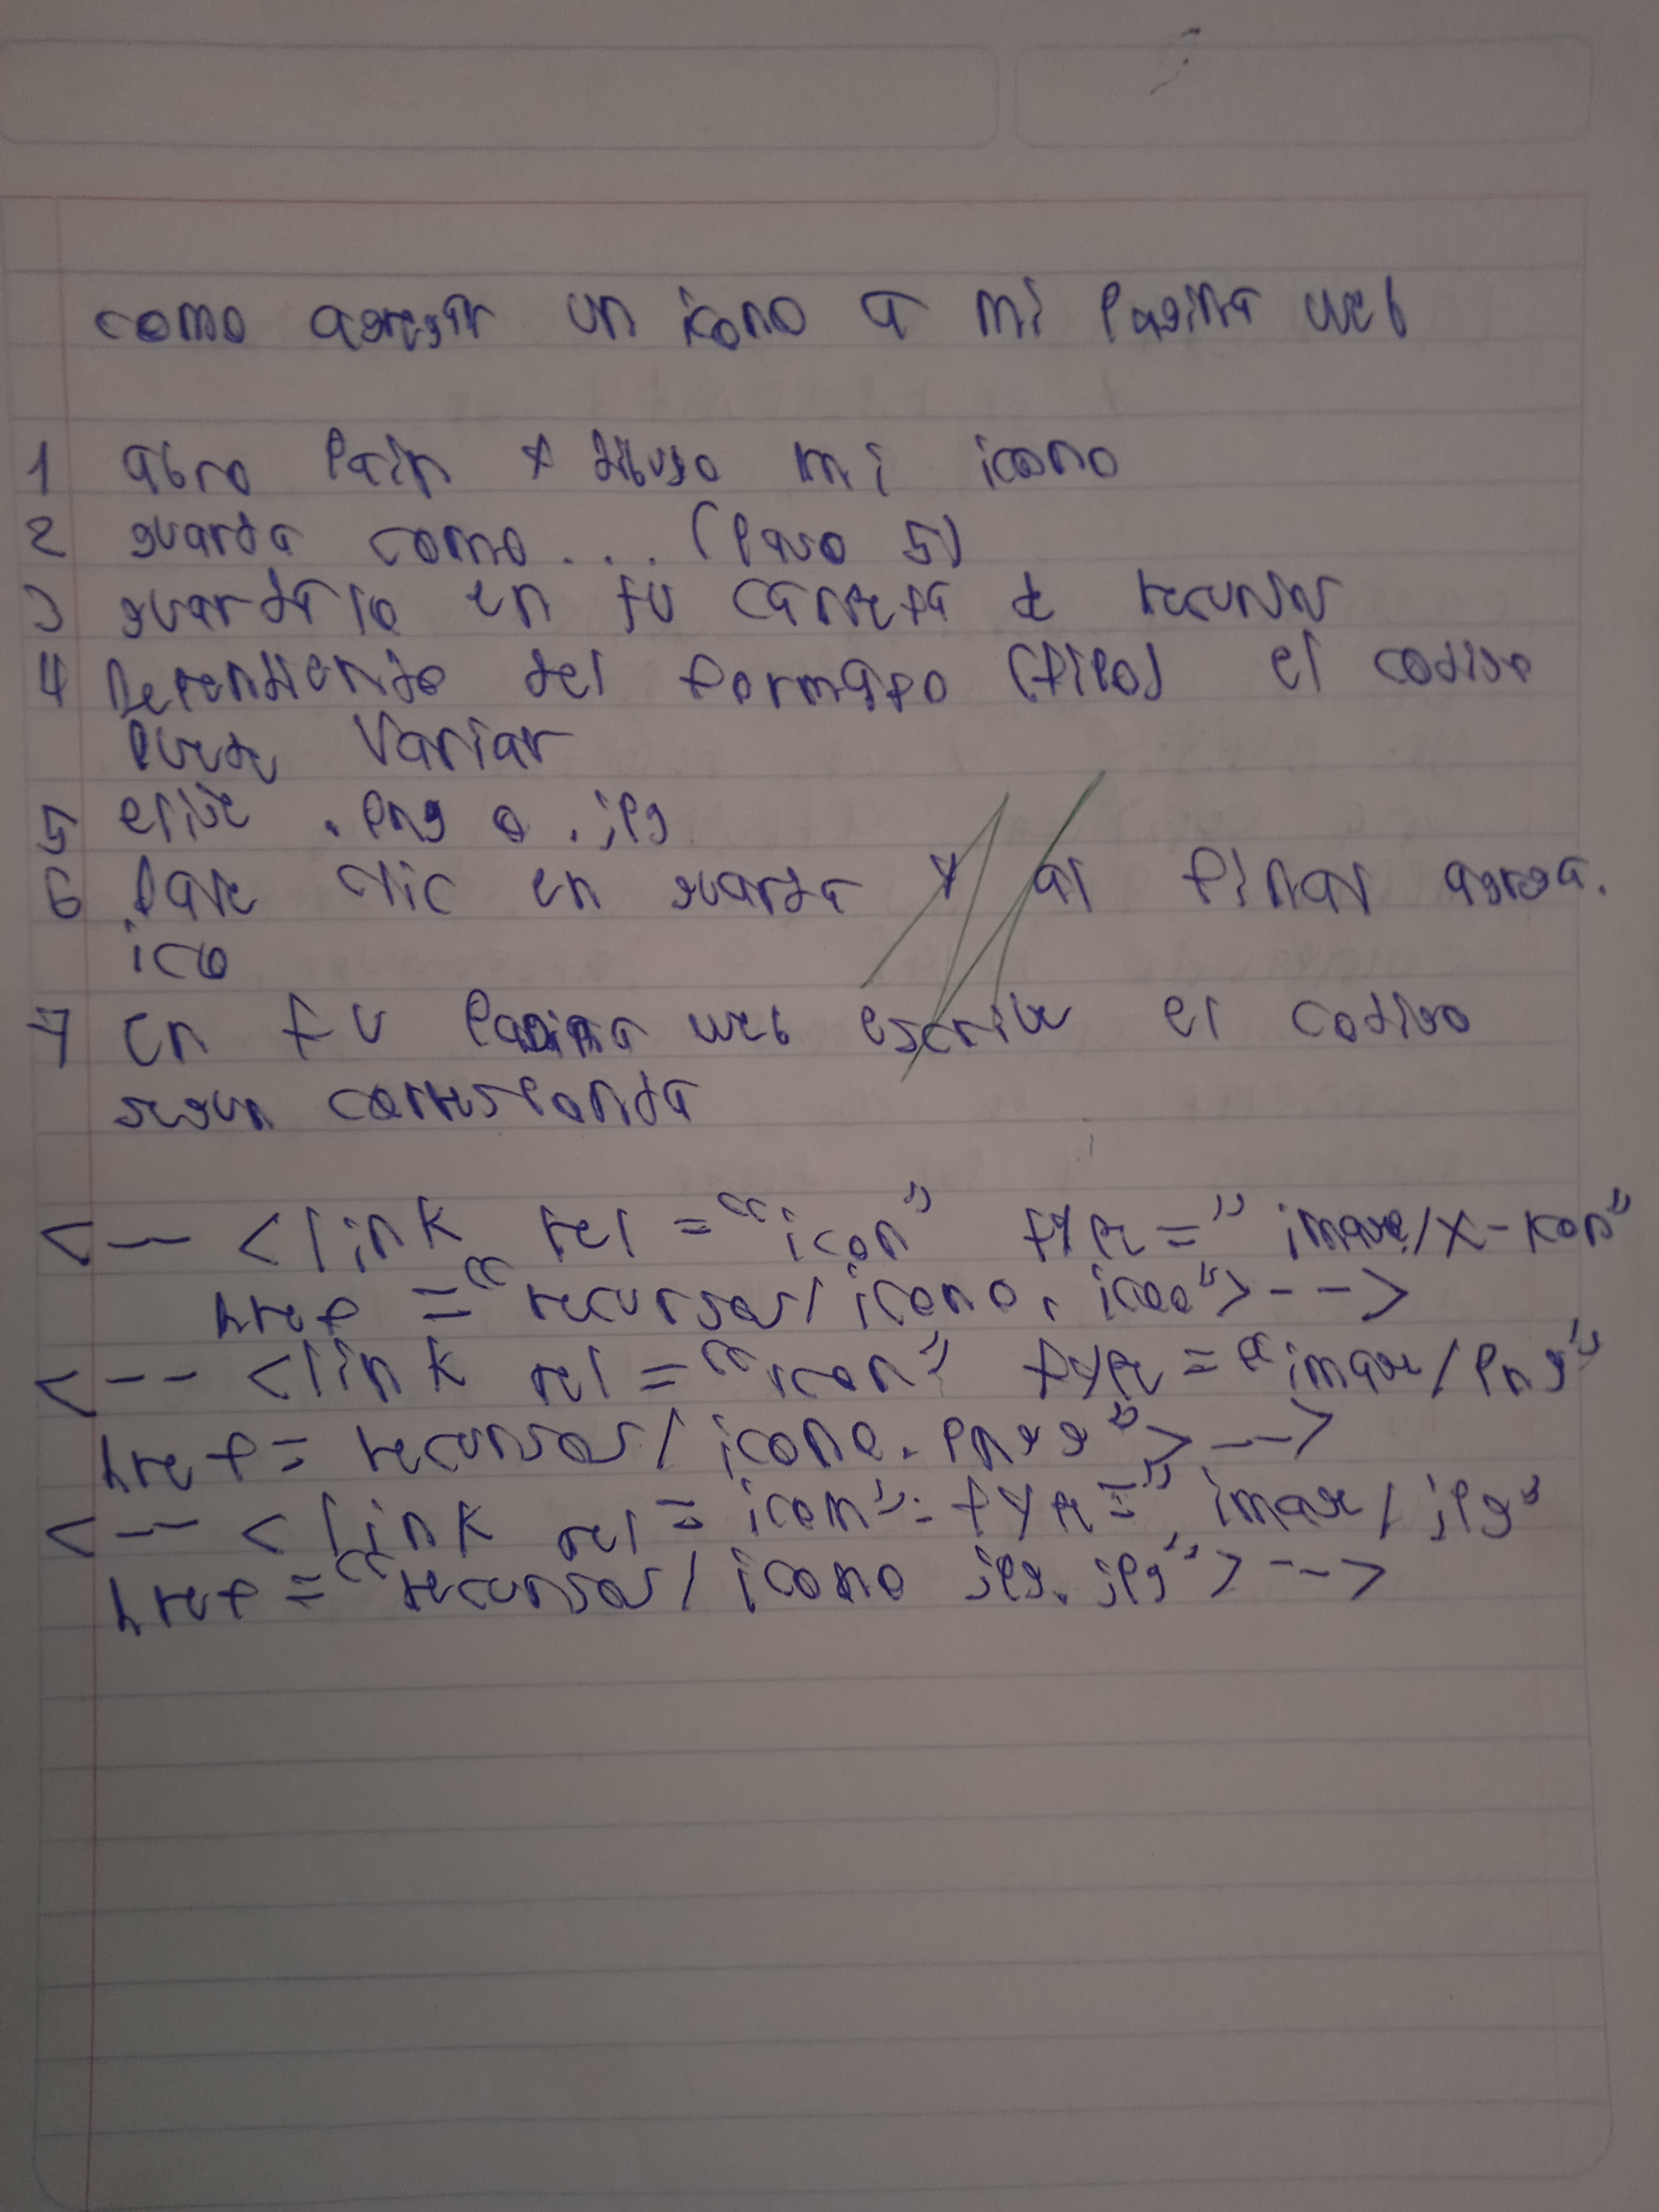 como agregar un icono a mi pagina web
1 abro Pain y dibujo mi icono
2 guarda como... (Paso 5)
3 guardalo en tu carpeta de recursos
4 Dependiendo del formato (tipo) el codigo
puede variar
5 elige .png o .jpg
6 Dale clic en guarda y al final agrega.
ico
7 en tu pagina web escribe el codigo
segun corresponda
<-- <link rel = "icon" type =" image/x-icon"
href = "recursos/ icono. ico">-->
<-- <link rel = "icon" type = "image/png"
href = recursos/ icono. png">-->
<-- < link rel = icon": type =" image/ jpg"
href = "recursos/ icono jpg. jpg">-->